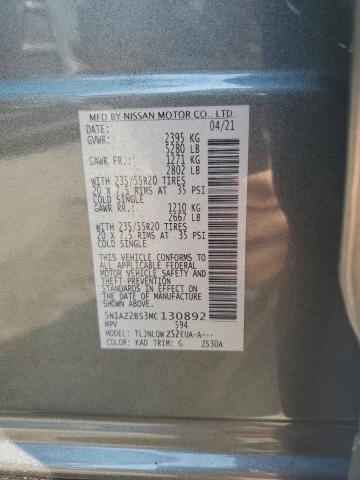 MFD BY NISSAN MOTOR CO., LTD
DATE: 04/21
GVWR: 2395 KG
5280 LB
GAWR FR.: 1271 KG
2802 LB
WITH 235/55R20 TIRES
20 X 7.5 RIMS AT 35 PSI
COLD SINGLE
GAWR RR.: 1210 KG
2667 LB
WITH 235/55R20 TIRES
20 X 7.5 RIMS AT 35 PSI
COLD SINGLE
THIS VEHICLE CONFORMS TO
ALL APPLICABLE FEDERAL
MOTOR VEHICLE SAFETY AND
THEFT PREVENTION
STANDARDS IN EFFECT ON THE
DATE OF MANUFACTURE SHOWN
ABOVE.
5N1AZ2BS3MC130892
MPV 594
MODEL: TLJNLQWZ52EUA-A---
COLOR: KAD TRIM: G ZS30A